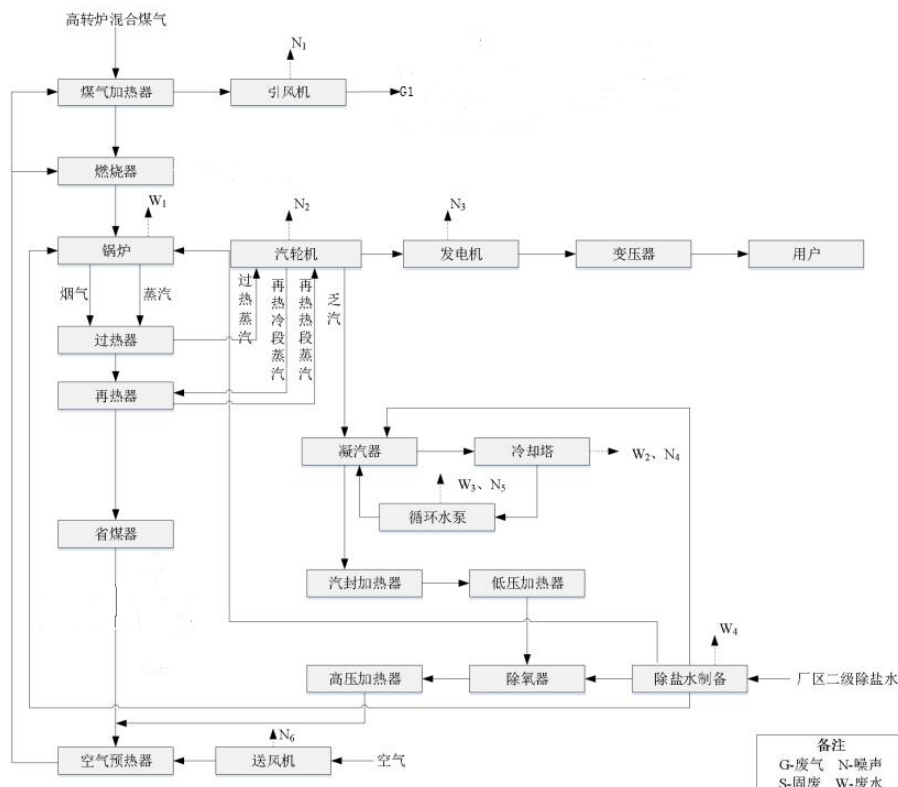 高转炉混合煤气
N₁
煤气加热器
引风机
G1
燃烧器
W₁
N₂
N₃
锅炉
汽轮机
发电机
变压器
用户
烟气
蒸汽
过热蒸汽
再热冷段蒸汽
再热热段蒸汽
乏汽
过热器
再热器
凝汽器
冷却塔
W₂、N₄
W₃、N₅
循环水泵
省煤器
汽封加热器
低压加热器
W₄
高压加热器
除氧器
除盐水制备
厂区二级除盐水
N₆
空气预热器
送风机
空气
备注
G-废气 N-噪声
S-固废 W-废水